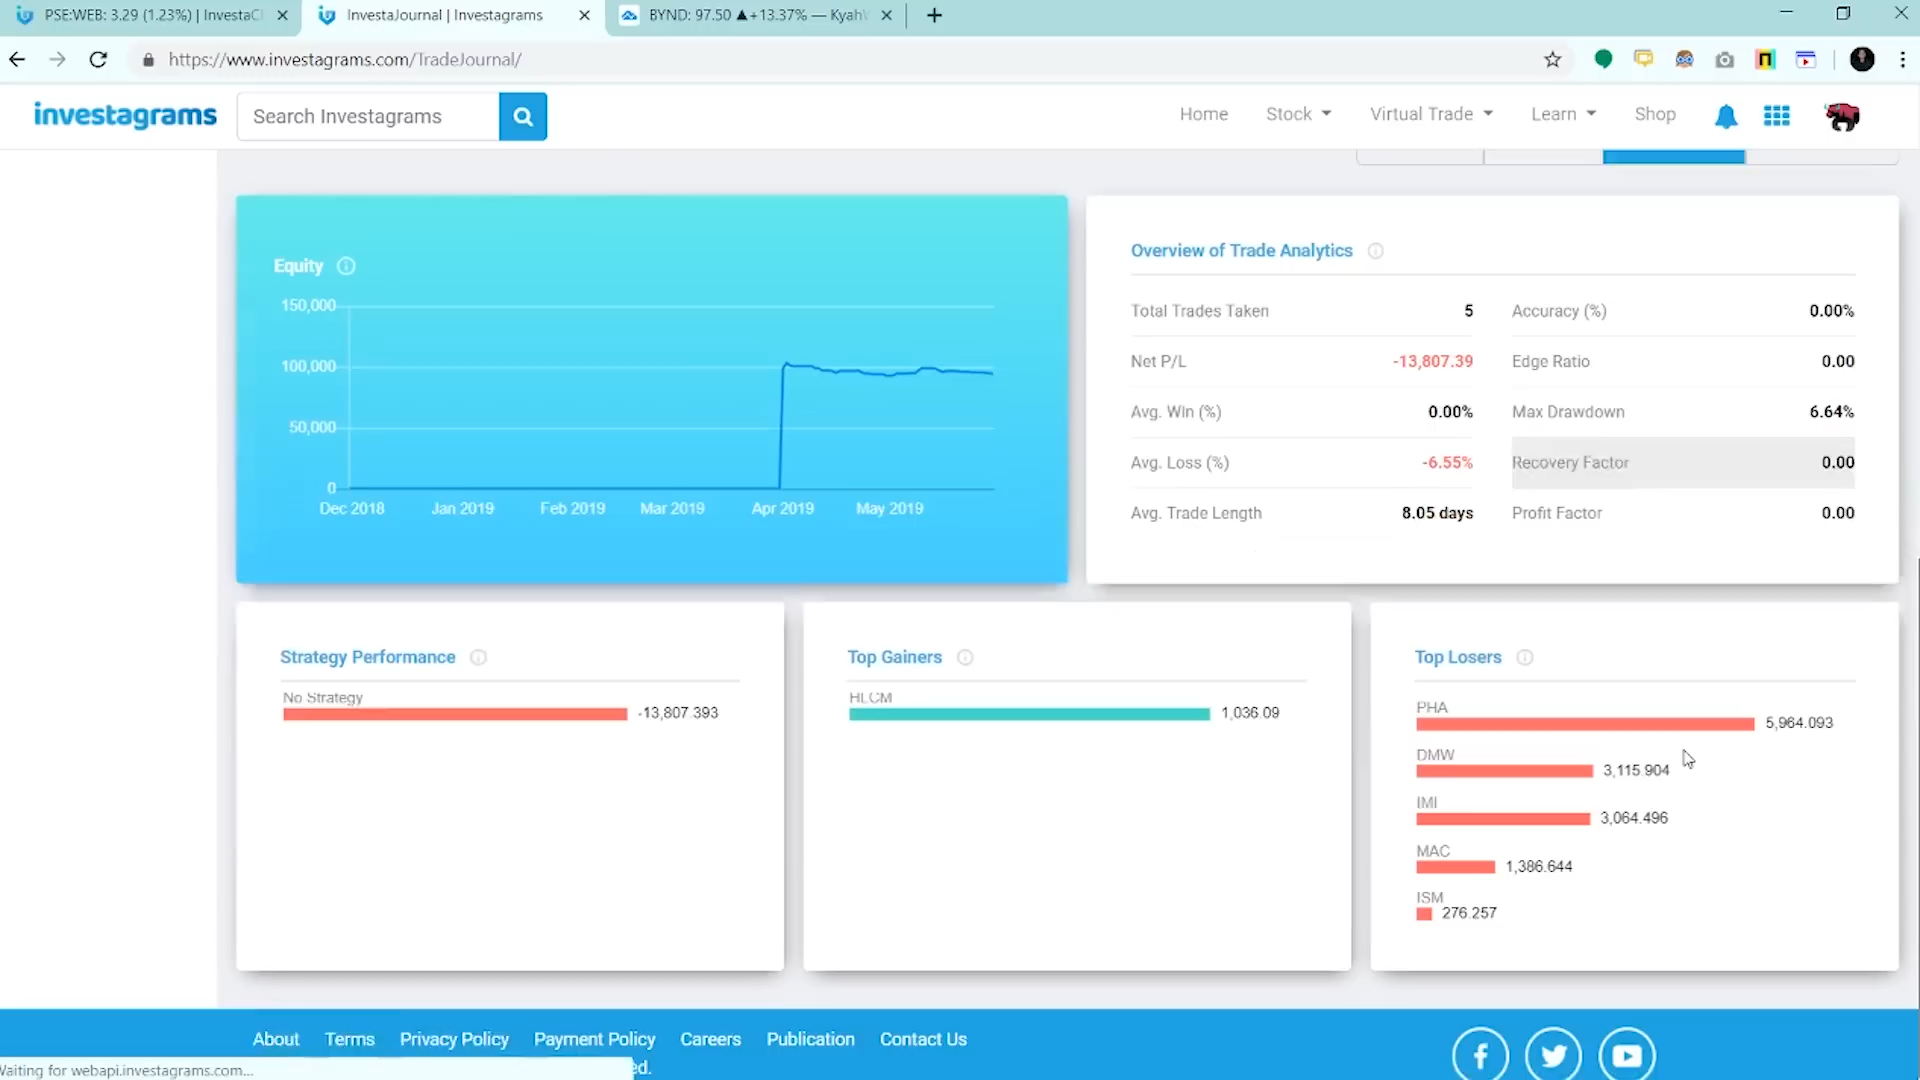 PSE:WEB: 3.29 (1.23%) | InvestaC
InvestaJournal | Investagrams
BYND: 97.50 ▲+13.37% — Kyah
https://www.investagrams.com/TradeJournal/
investagrams
Search Investagrams
Home
Stock
Virtual Trade
Learn
Shop
Equity
150,000
100,000
50,000
0
Dec 2018 Jan 2019 Feb 2019 Mar 2019 Apr 2019 May 2019
Overview of Trade Analytics
Total Trades Taken 5 Accuracy (%) 0.00%
Net P/L -13,807.39 Edge Ratio 0.00
Avg. Win (%) 0.00% Max Drawdown 6.64%
Avg. Loss (%) -6.55% Recovery Factor 0.00
Avg. Trade Length 8.05 days Profit Factor 0.00
Strategy Performance
No Strategy
-13,807.393
Top Gainers
HLCM
1,036.09
Top Losers
PHA
5,964.093
DMW
3,115.904
IMI
3,064.496
MAC
1,386.644
ISM
276.257
About Terms Privacy Policy Payment Policy Careers Publication Contact Us
Waiting for webapi.investagrams.com...
ed.